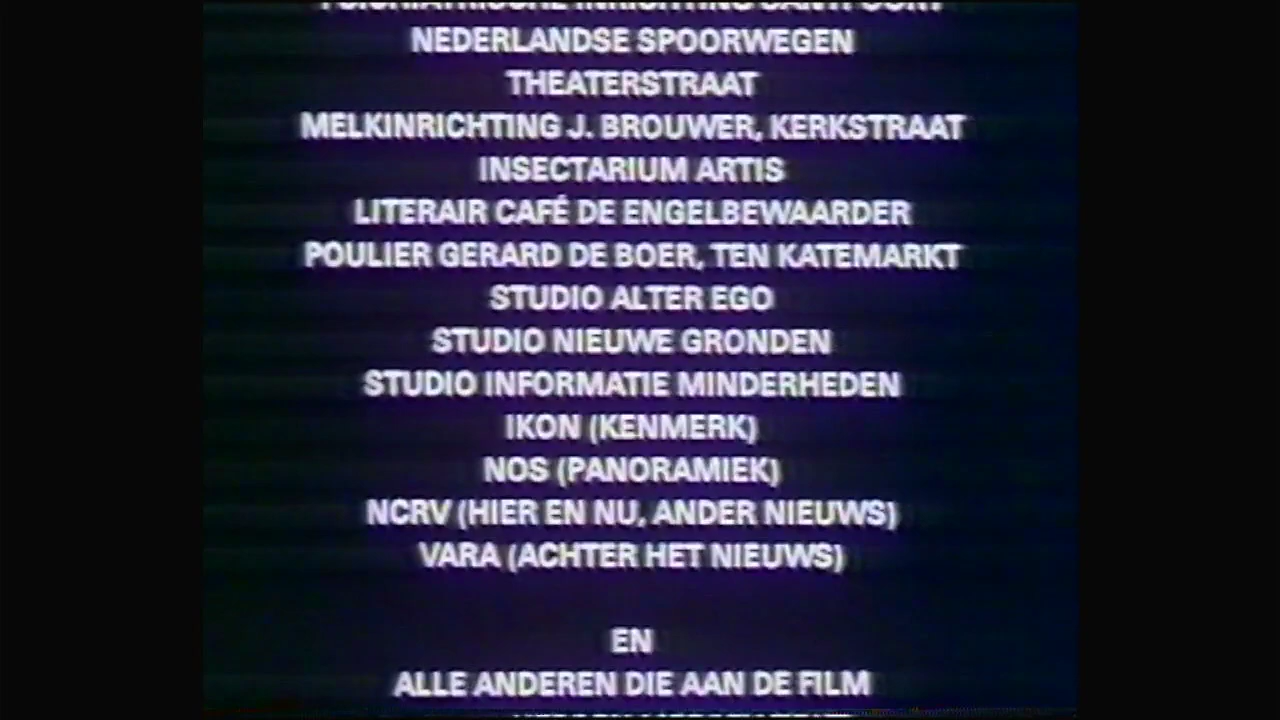 NEDERLANDSE SPOORWEGEN
THEATERSTRAAT
MELKINRICHTING J. BROUWER, KERKSTRAAT
INSECTARIUM ARTIS
LITERAIR CAFÉ DE ENGELBEWAARDER
POULIER GERARD DE BOER, TEN KATEMARKT
STUDIO ALTER EGO
STUDIO NIEUWE GRONDEN
STUDIO INFORMATIE MINDERHEDEN
IKON (KENMERK)
NOS (PANORAMIEK)
NCRV (HIER EN NU, ANDER NIEUWS)
VARA (ACHTER HET NIEUWS)
EN
ALLE ANDEREN DIE AAN DE FILM